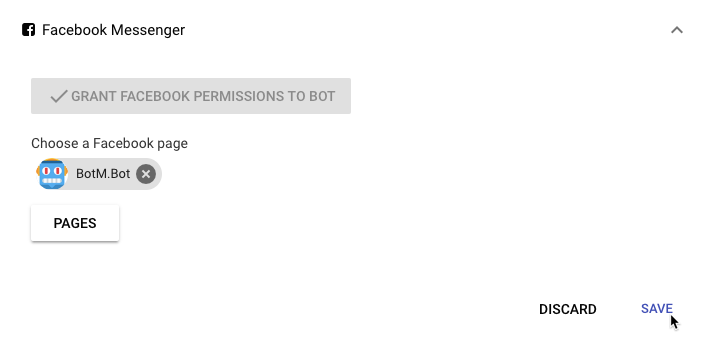 Facebook Messenger
GRANT FACEBOOK PERMISSIONS TO BOT
Choose a Facebook page
BotM.Bot
PAGES
DISCARD SAVE